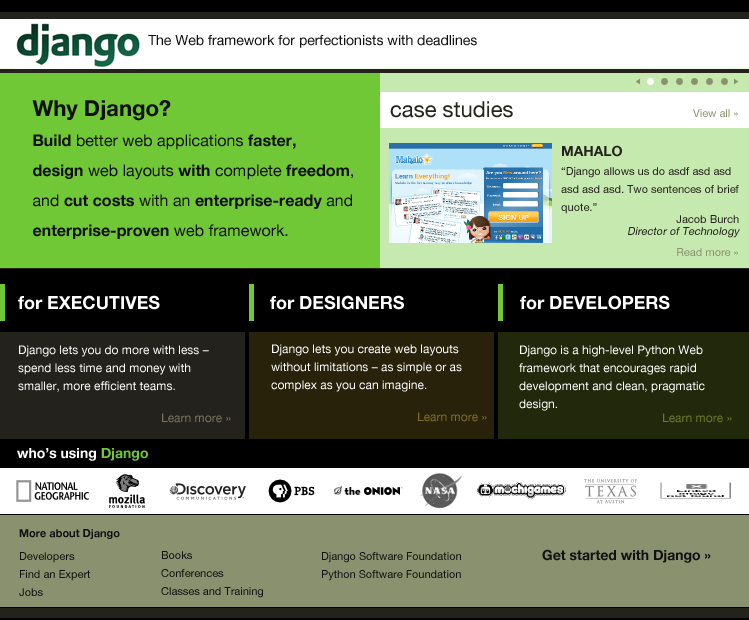 django The Web framework for perfectionists with deadlines
Why Django?
Build better web applications faster,
design web layouts with complete freedom,
and cut costs with an enterprise-ready and
enterprise-proven web framework.
case studies
View all »
Mahalo
Learn Everything!
SIGN UP
MAHALO
“Django allows us do asdf asd asd
asd asd asd. Two sentences of brief
quote.”
Jacob Burch
Director of Technology
Read more »
for EXECUTIVES
Django lets you do more with less –
spend less time and money with
smaller, more efficient teams.
Learn more »
for DESIGNERS
Django lets you create web layouts
without limitations – as simple or as
complex as you can imagine.
Learn more »
for DEVELOPERS
Django is a high-level Python Web
framework that encourages rapid
development and clean, pragmatic
design.
Learn more »
who's using Django
NATIONAL
GEOGRAPHIC
mozilla
FOUNDATION
Discovery
COMMUNICATIONS
PBS
the ONION
NASA
mochigames
THE UNIVERSITY OF
TEXAS
AT AUSTIN
More about Django
Developers
Find an Expert
Jobs
Books
Conferences
Classes and Training
Django Software Foundation
Python Software Foundation
Get started with Django »